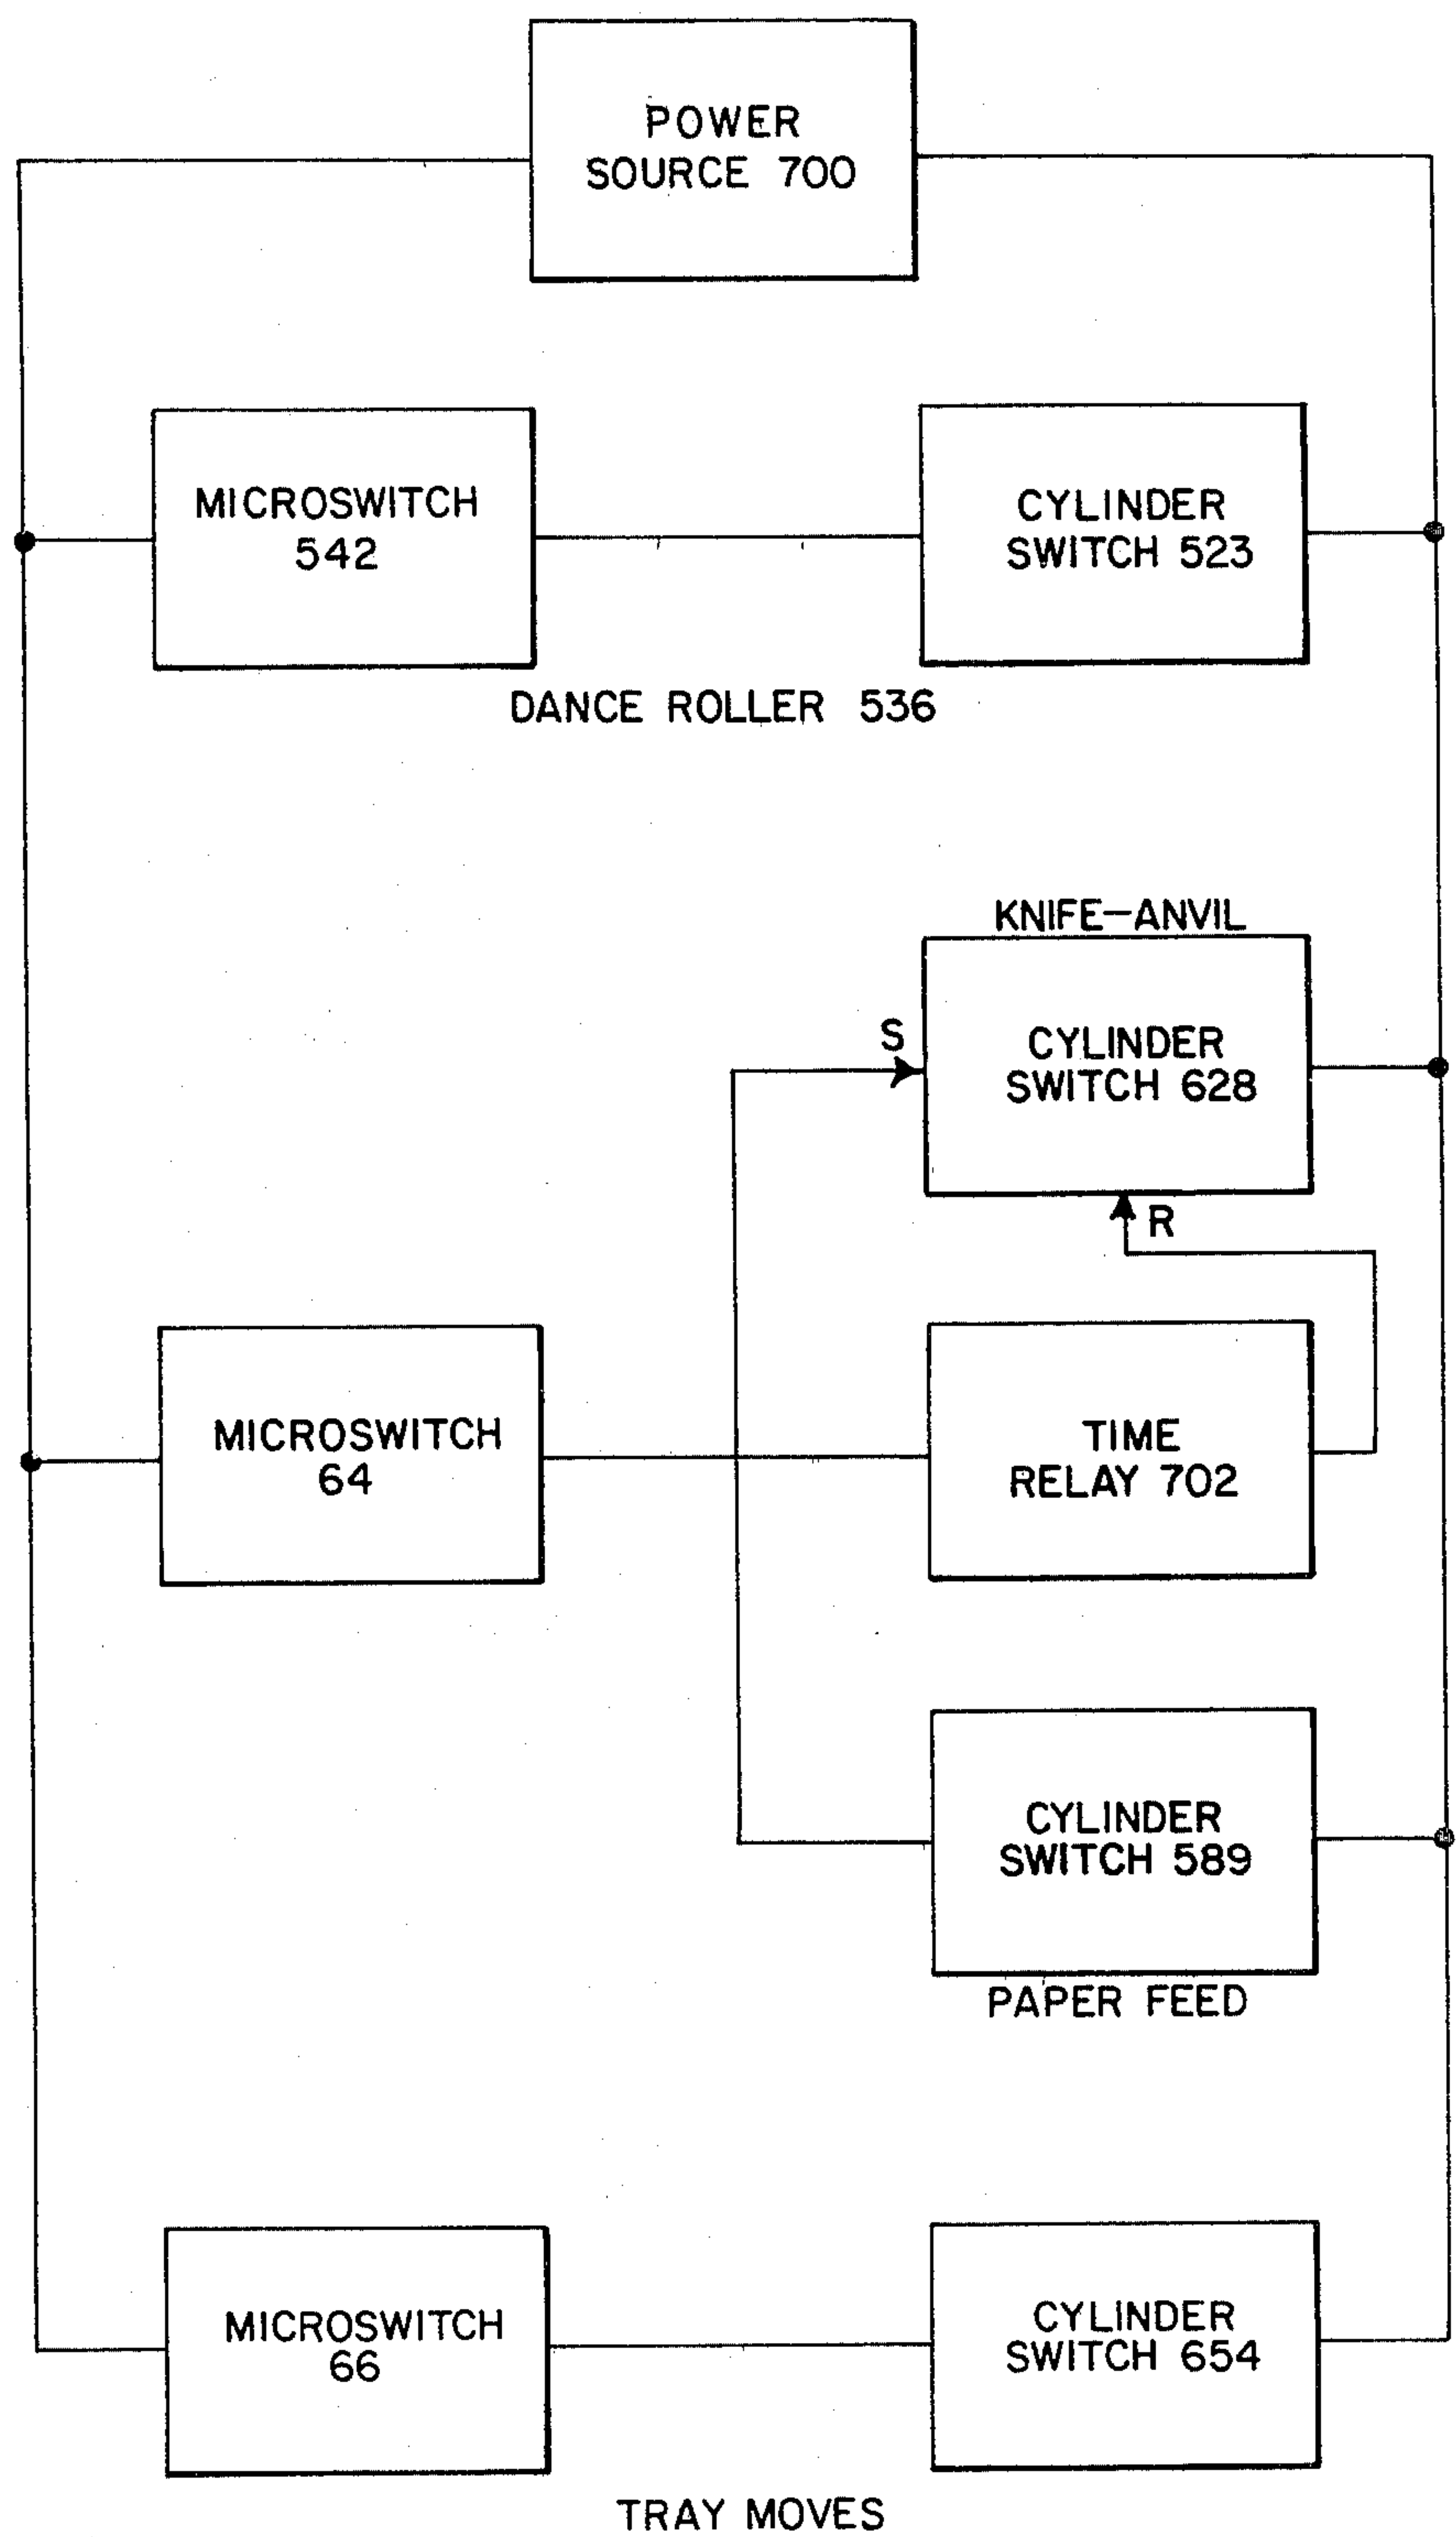 POWER
SOURCE 700
MICROSWITCH
542
CYLINDER
SWITCH 523
DANCE ROLLER 536
KNIFE-ANVIL
S
CYLINDER
SWITCH 628
R
MICROSWITCH
64
TIME
RELAY 702
CYLINDER
SWITCH 589
PAPER FEED
MICROSWITCH
66
CYLINDER
SWITCH 654
TRAY MOVES